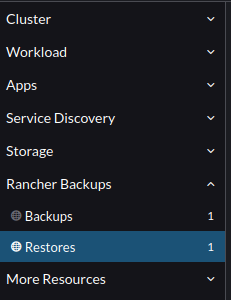 Cluster
Workload
Apps
Service Discovery
Storage
Rancher Backups
Backups 1
Restores 1
More Resources